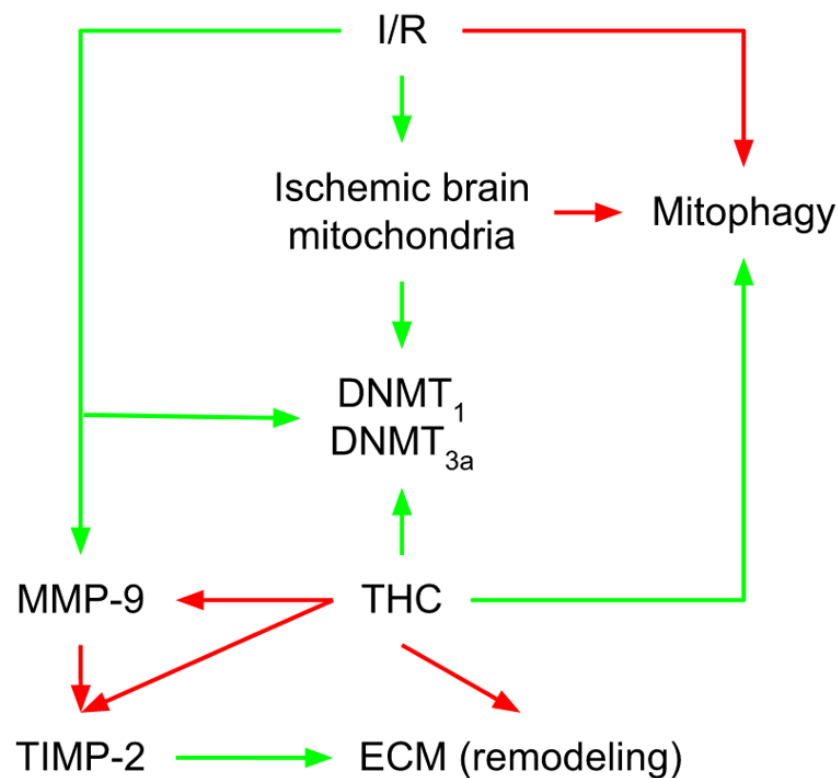 I/R
Ischemic brain
mitochondria
Mitophagy
DNMT₁
DNMT₃ₐ
MMP-9
THC
TIMP-2
ECM (remodeling)